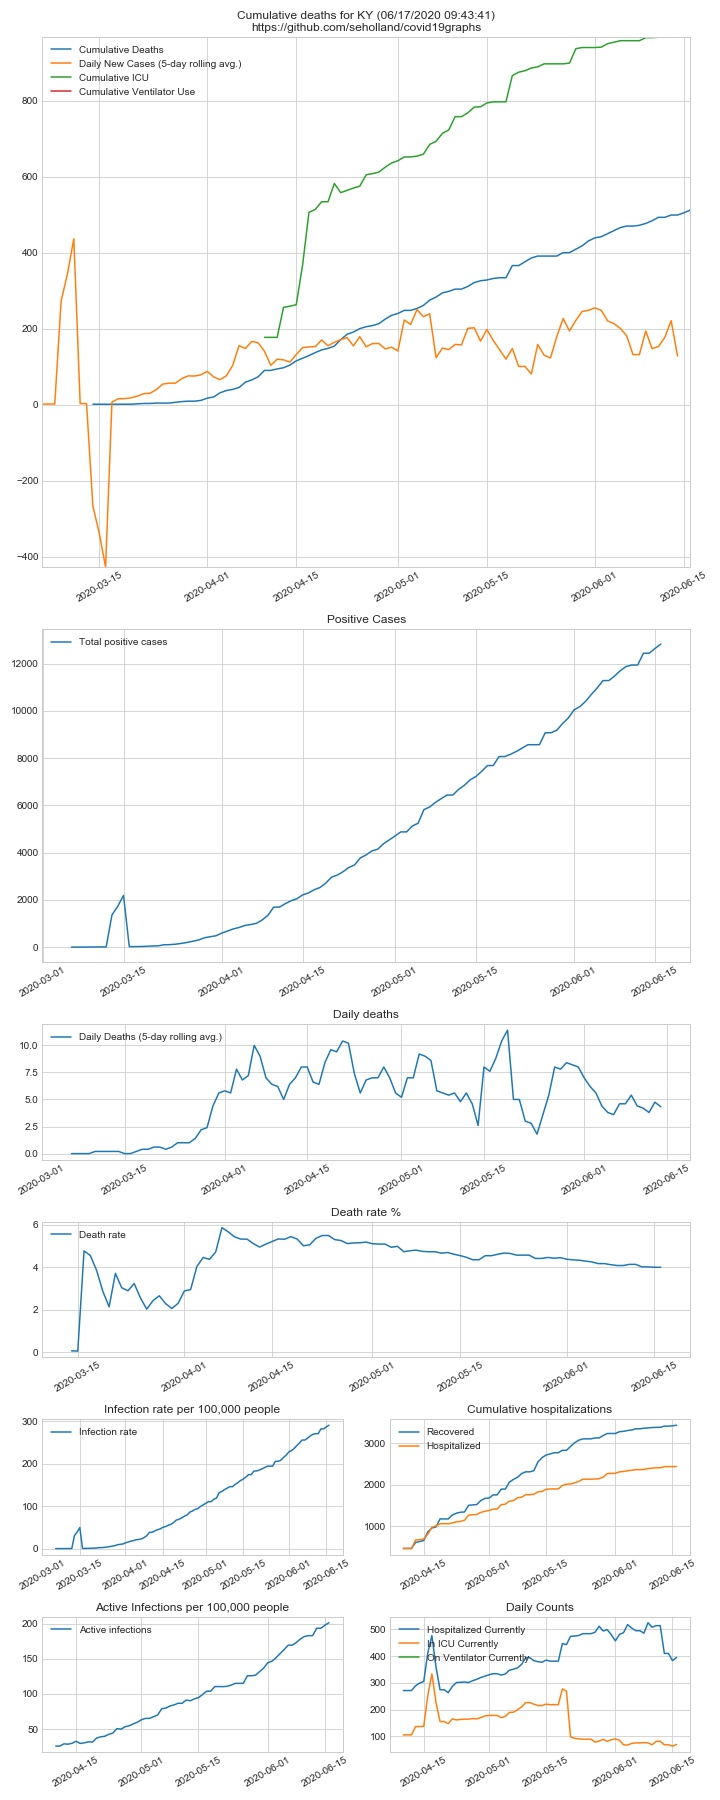 Cumulative deaths for KY (06/17/2020 09:43:41)
https://github.com/seholland/covid19graphs
Cumulative Deaths
Daily New Cases (5-day rolling avg.)
Cumulative ICU
Cumulative Ventilator Use
800
600
400
200
0
−200
−400
2020-03-15 2020-04-01 2020-04-15 2020-05-01 2020-05-15 2020-06-01 2020-06-15
Positive Cases
Total positive cases
12000
10000
8000
6000
4000
2000
0
2020-03-01 2020-03-15 2020-04-01 2020-04-15 2020-05-01 2020-05-15 2020-06-01 2020-06-15
Daily deaths
Daily Deaths (5-day rolling avg.)
10.0
7.5
5.0
2.5
0.0
2020-03-01 2020-03-15 2020-04-01 2020-04-15 2020-05-01 2020-05-15 2020-06-01 2020-06-15
Death rate %
Death rate
6
4
2
0
2020-03-15 2020-04-01 2020-04-15 2020-05-01 2020-05-15 2020-06-01 2020-06-15
Infection rate per 100,000 people
Infection rate
300
200
100
0
2020-03-01 2020-03-15 2020-04-01 2020-04-15 2020-05-01 2020-05-15 2020-06-01 2020-06-15
Cumulative hospitalizations
Recovered
Hospitalized
3000
2000
1000
2020-04-15 2020-05-01 2020-05-15 2020-06-01 2020-06-15
Active Infections per 100,000 people
Active infections
200
150
100
50
2020-04-15 2020-05-01 2020-05-15 2020-06-01 2020-06-15
Daily Counts
Hospitalized Currently
In ICU Currently
On Ventilator Currently
500
400
300
200
100
2020-04-15 2020-05-01 2020-05-15 2020-06-01 2020-06-15